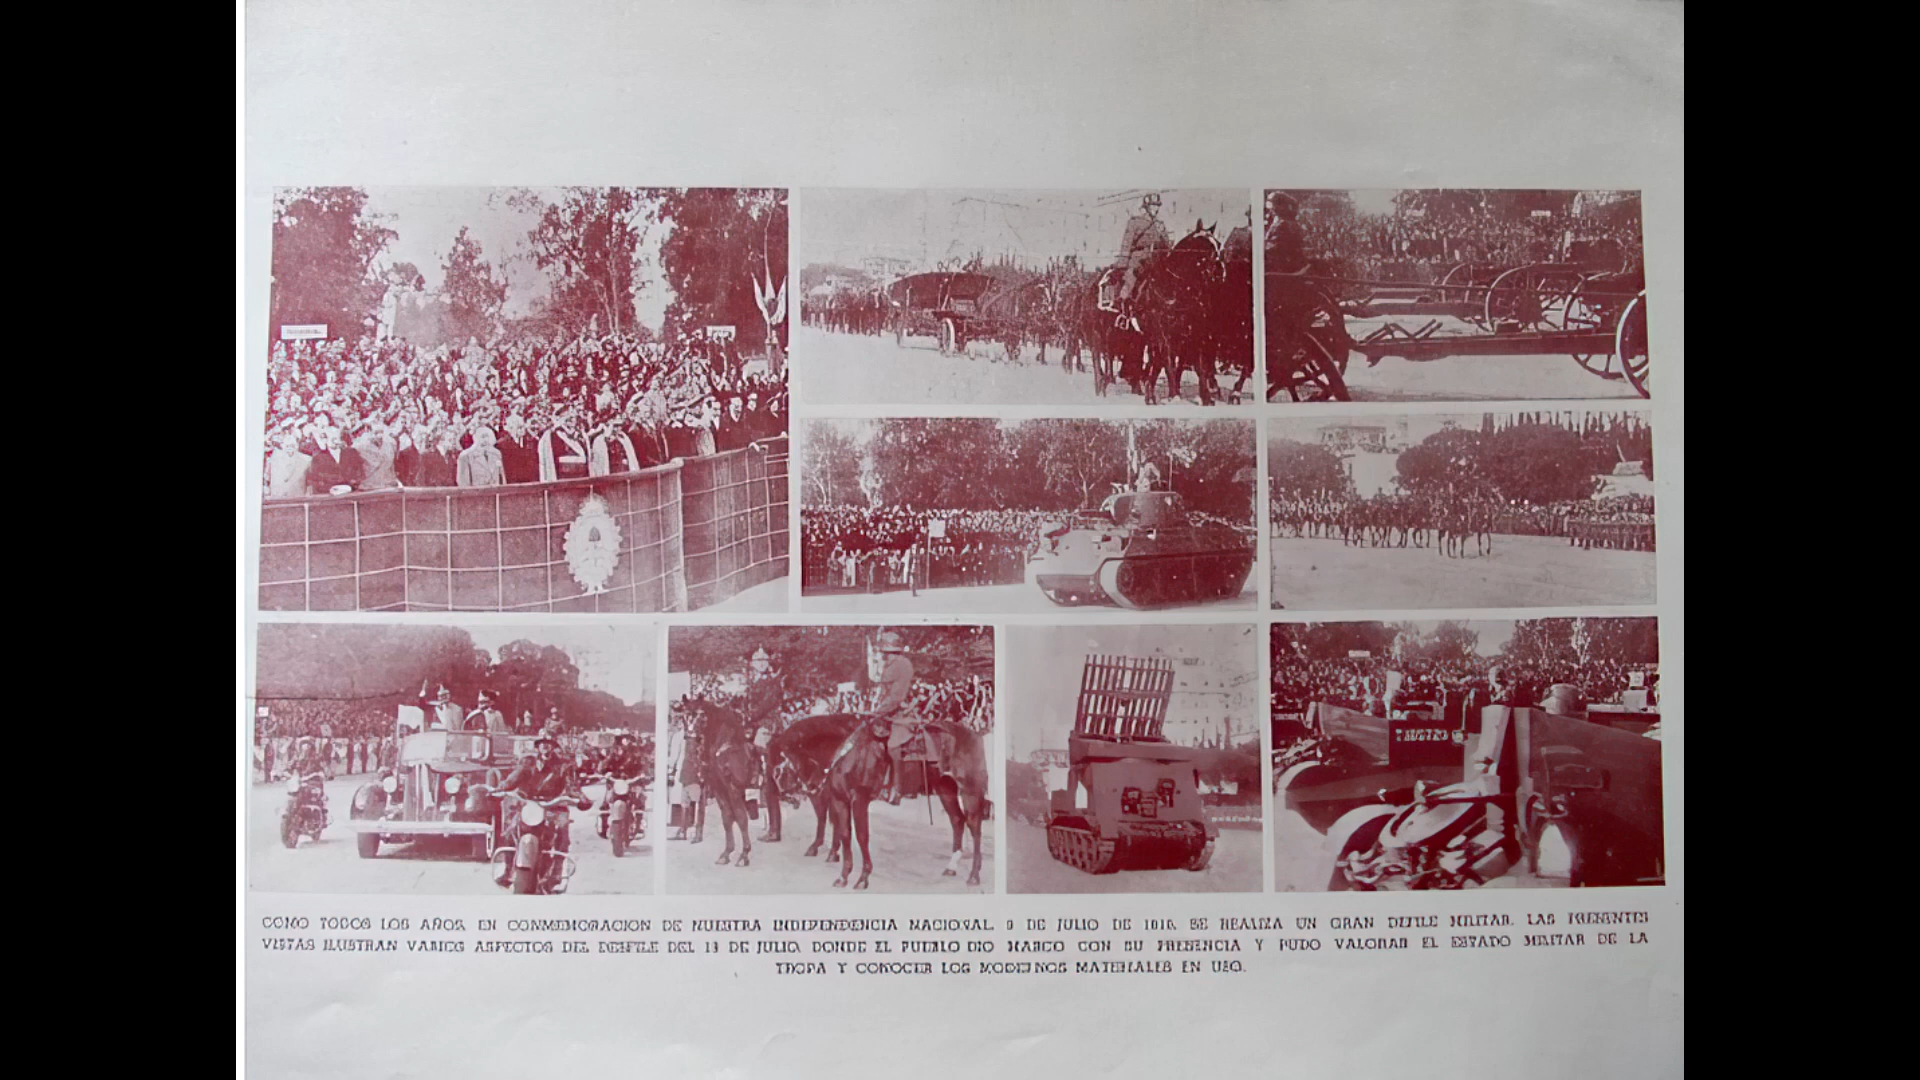 COMO TODOS LOS AÑOS, EN CONMEMORACION DE NUESTRA INDEPENDENCIA NACIONAL, 9 DE JULIO DE 1816, SE REALIZA UN GRAN DEFILE MILITAR. LAS PRESENTES
VISTAS ILUSTRAN VARIOS ASPECTOS DEL DESFILE DEL 13 DE JULIO, DONDE EL PUEBLO DIO MARCO CON SU PRESENCIA Y PUDO VALORAR EL ESTADO MILITAR DE LA
TROPA Y CONOCER LOS MODERNOS MATERIALES EN USO.